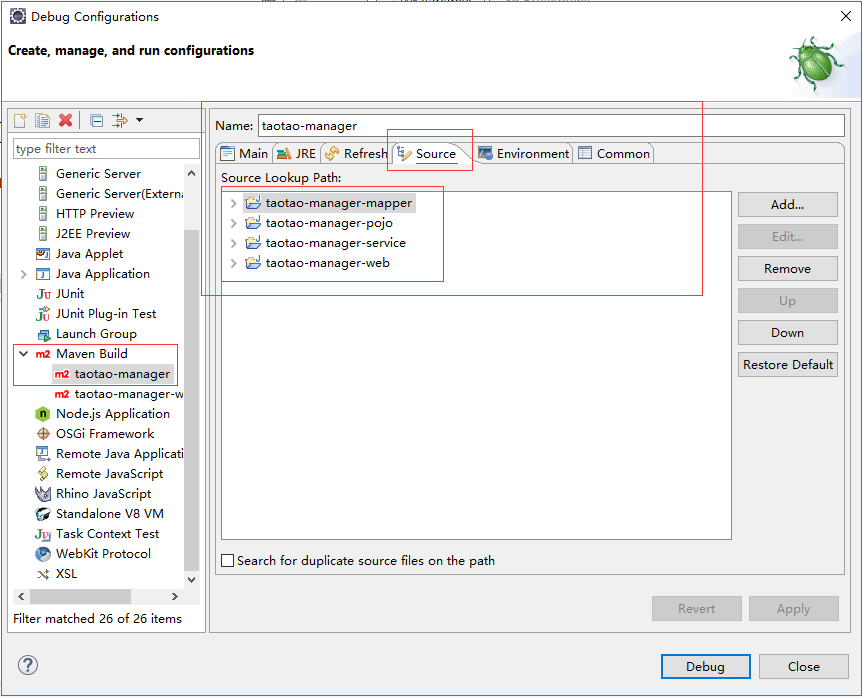 Debug Configurations
Create, manage, and run configurations
type filter text
Generic Server
Generic Server(Externa
HTTP Preview
J2EE Preview
Java Applet
Java Application
JUnit
JUnit Plug-in Test
Launch Group
Maven Build
taotao-manager
taotao-manager-w
Node.js Application
OSGi Framework
Remote Java Applicati
Remote JavaScript
Rhino JavaScript
Standalone V8 VM
Task Context Test
WebKit Protocol
XSL
Filter matched 26 of 26 items
Name: taotao-manager
Main JRE Refresh Source Environment Common
Source Lookup Path:
taotao-manager-mapper
taotao-manager-pojo
taotao-manager-service
taotao-manager-web
Add...
Edit...
Remove
Up
Down
Restore Default
Search for duplicate source files on the path
Revert Apply
Debug Close